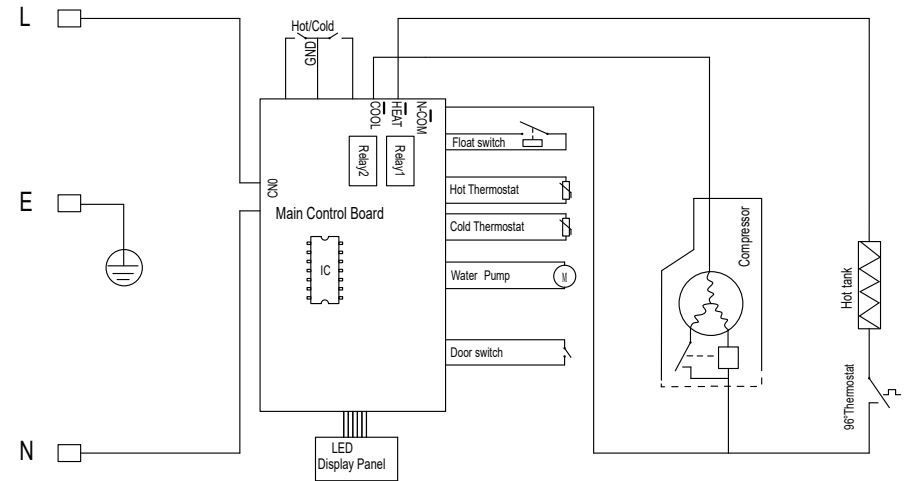 L
Hot/Cold
GND
COOL
HEAT
N-COM
Relay2
Relay1
Float switch
CN0
Hot Thermostat
E
Main Control Board
Cold Thermostat
Compressor
IC
Water Pump
M
Hot tank
Door switch
96°Thermostat
N
LED
Display Panel